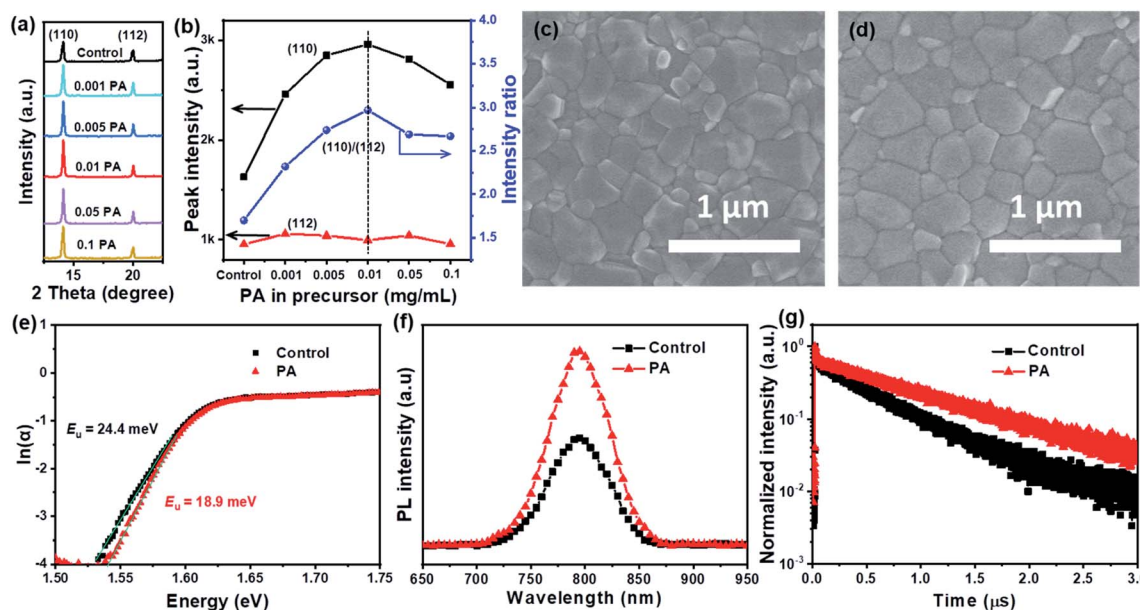 (a)
(110)
(112)
Control
0.001 PA
0.005 PA
0.01 PA
0.05 PA
0.1 PA
Intensity (a.u.)
15
20
2 Theta (degree)
(b)
Peak intensity (a.u.)
3k
2k
1k
(110)
(110)/(112)
(112)
4.0
3.5
3.0
2.5
2.0
1.5
Intensity ratio
Control
0.001
0.005
0.01
0.05
0.1
PA in precursor (mg/mL)
(c)
1 μm
(d)
1 μm
(e)
ln(α)
1
0
-1
-2
-3
-4
Control
PA
Eu = 24.4 meV
Eu = 18.9 meV
1.50
1.55
1.60
1.65
1.70
1.75
Energy (eV)
(f)
PL intensity (a.u)
Control
PA
650
700
750
800
850
900
950
Wavelength (nm)
(g)
Normalized intensity (a.u.)
10⁰
10⁻¹
10⁻²
10⁻³
Control
PA
0.0
0.5
1.0
1.5
2.0
2.5
3.0
Time (μs)